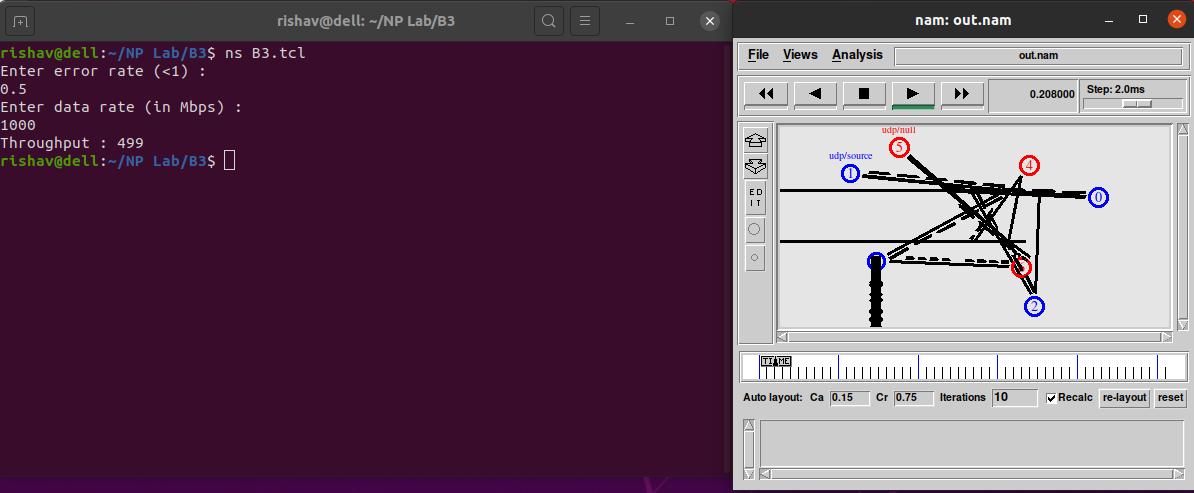 rishav@dell: ~/NP Lab/B3
rishav@dell:~/NP Lab/B3$ ns B3.tcl
Enter error rate (<1) :
0.5
Enter data rate (in Mbps) :
1000
Throughput : 499
rishav@dell:~/NP Lab/B3$
nam: out.nam
File Views Analysis out.nam
0.208000 Step: 2.0ms
udp/null
5
udp/source
4
1
ED
IT
0
2
TIME
Auto layout: Ca 0.15 Cr 0.75 Iterations 10 Recalc re-layout reset